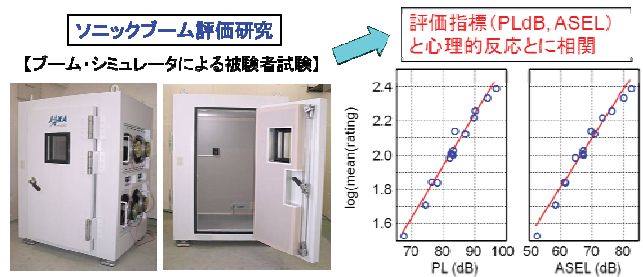 ソニックブーム評価研究
【ブーム・シミュレータによる被験者試験】
評価指標（PLdB, ASEL）
と心理的反応とに相関
log(mean(rating)
2.4
2.2
2.0
1.8
1.6
70
80
90
100
PL (dB)
50
60
70
80
ASEL (dB)